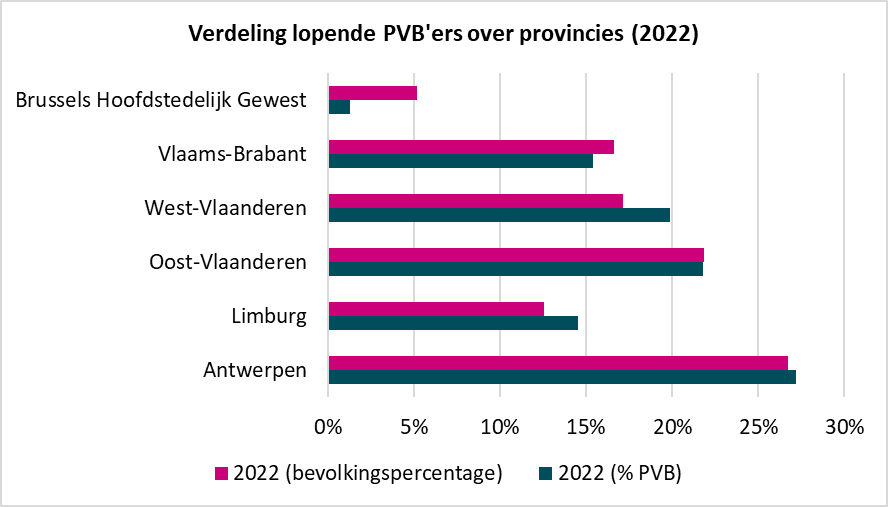 Verdeling lopende PVB'ers over provincies (2022)
Brussels Hoofdstedelijk Gewest
Vlaams-Brabant
West-Vlaanderen
Oost-Vlaanderen
Limburg
Antwerpen
0% 5% 10% 15% 20% 25% 30%
2022 (bevolkingspercentage) 2022 (% PVB)